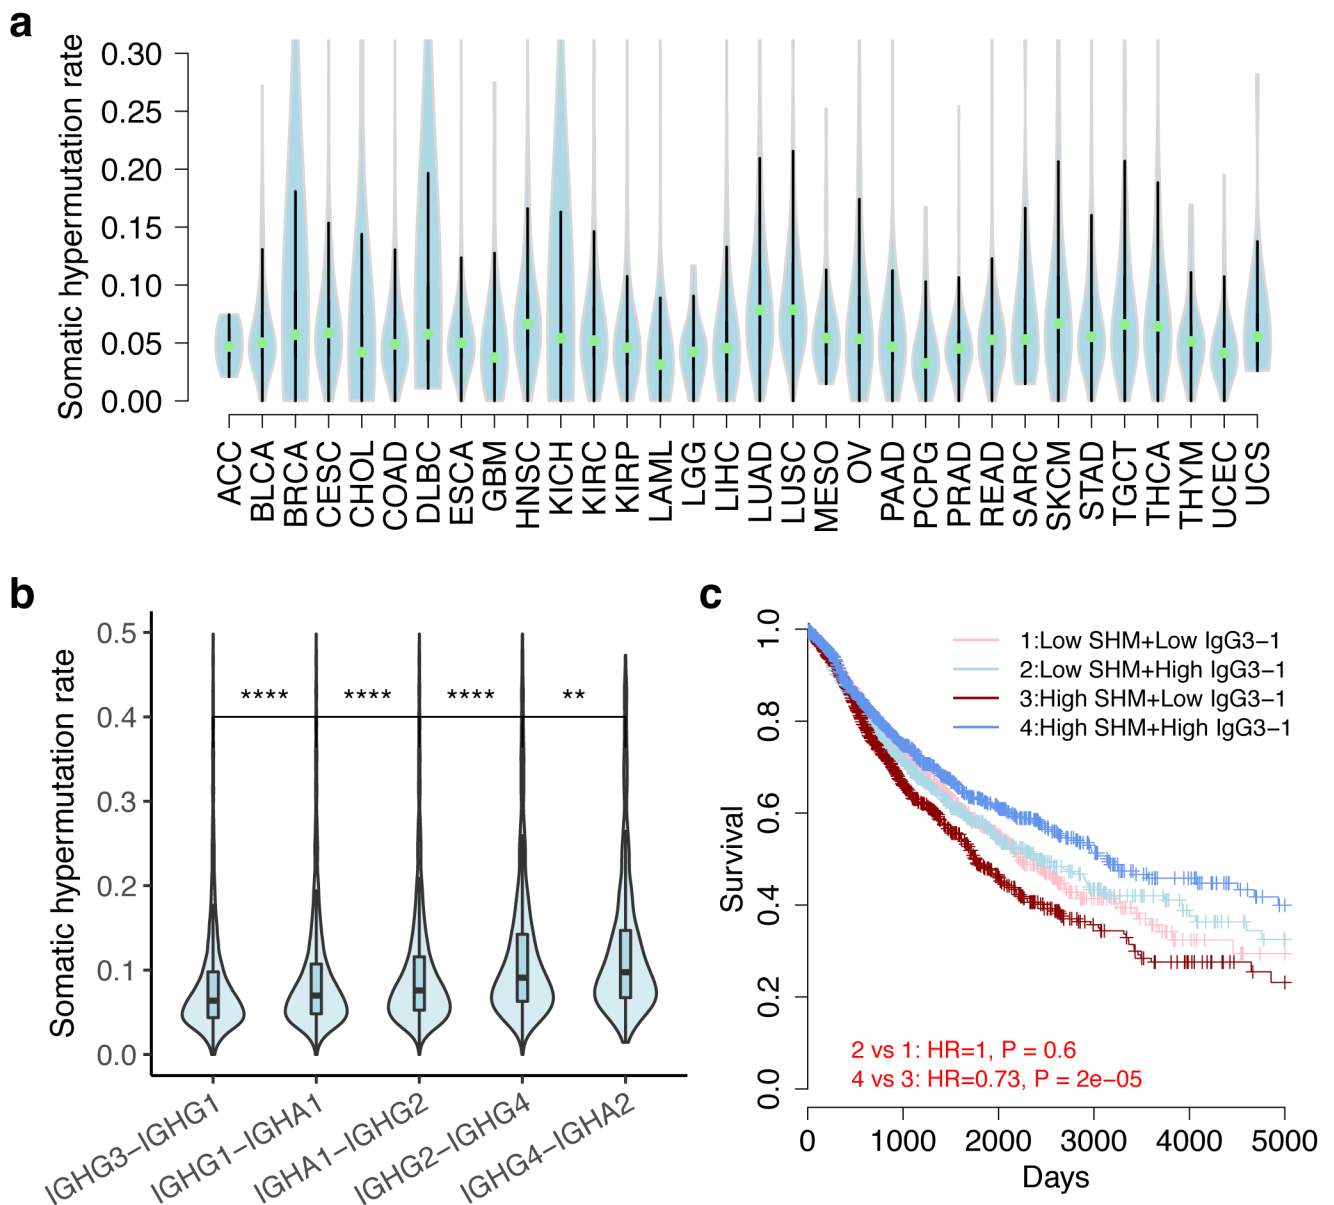 a
Somatic hypermutation rate
0.30
0.25
0.20
0.15
0.10
0.05
0.00
ACC
BLCA
BRCA
CESC
CHOL
COAD
DLBC
ESCA
GBM
HNSC
KICH
KIRC
KIRP
LAML
LGG
LIHC
LUAD
LUSC
MESO
OV
PAAD
PCPG
PRAD
READ
SARC
SKCM
STAD
TGCT
THCA
THYM
UCEC
UCS
b
Somatic hypermutation rate
0.5
0.4
0.3
0.2
0.1
0.0
**** **** **** **
IGHG3−IGHG1
IGHG1−IGHA1
IGHA1−IGHG2
IGHG2−IGHG4
IGHG4−IGHA2
c
Survival
1.0
0.8
0.6
0.4
0.2
0.0
1:Low SHM+Low IgG3−1
2:Low SHM+High IgG3−1
3:High SHM+Low IgG3−1
4:High SHM+High IgG3−1
2 vs 1: HR=1, P = 0.6
4 vs 3: HR=0.73, P = 2e−05
0 1000 2000 3000 4000 5000
Days